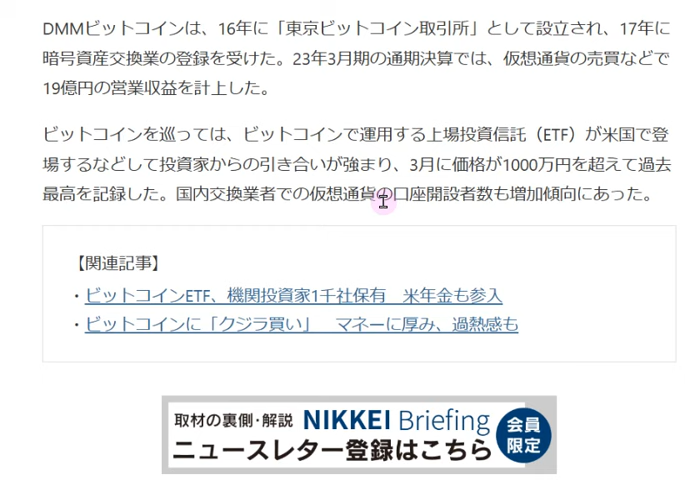 DMMビットコインは、16年に「東京ビットコイン取引所」として設立され、17年に
暗号資産交換業の登録を受けた。23年3月期の通期決算では、仮想通貨の売買などで
19億円の営業収益を計上した。
ビットコインを巡っては、ビットコインで運用する上場投資信託（ETF）が米国で登
場するなどして投資家からの引き合いが強まり、3月に価格が1000万円を超えて過去
最高を記録した。国内交換業者での仮想通貨の口座開設者数も増加傾向にあった。
【関連記事】
・ビットコインETF、機関投資家1千社保有　米年金も参入
・ビットコインに「クジラ買い」　マネーに厚み、過熱感も
取材の裏側・解説 NIKKEI Briefing
ニュースレター登録はこちら
会員
限定